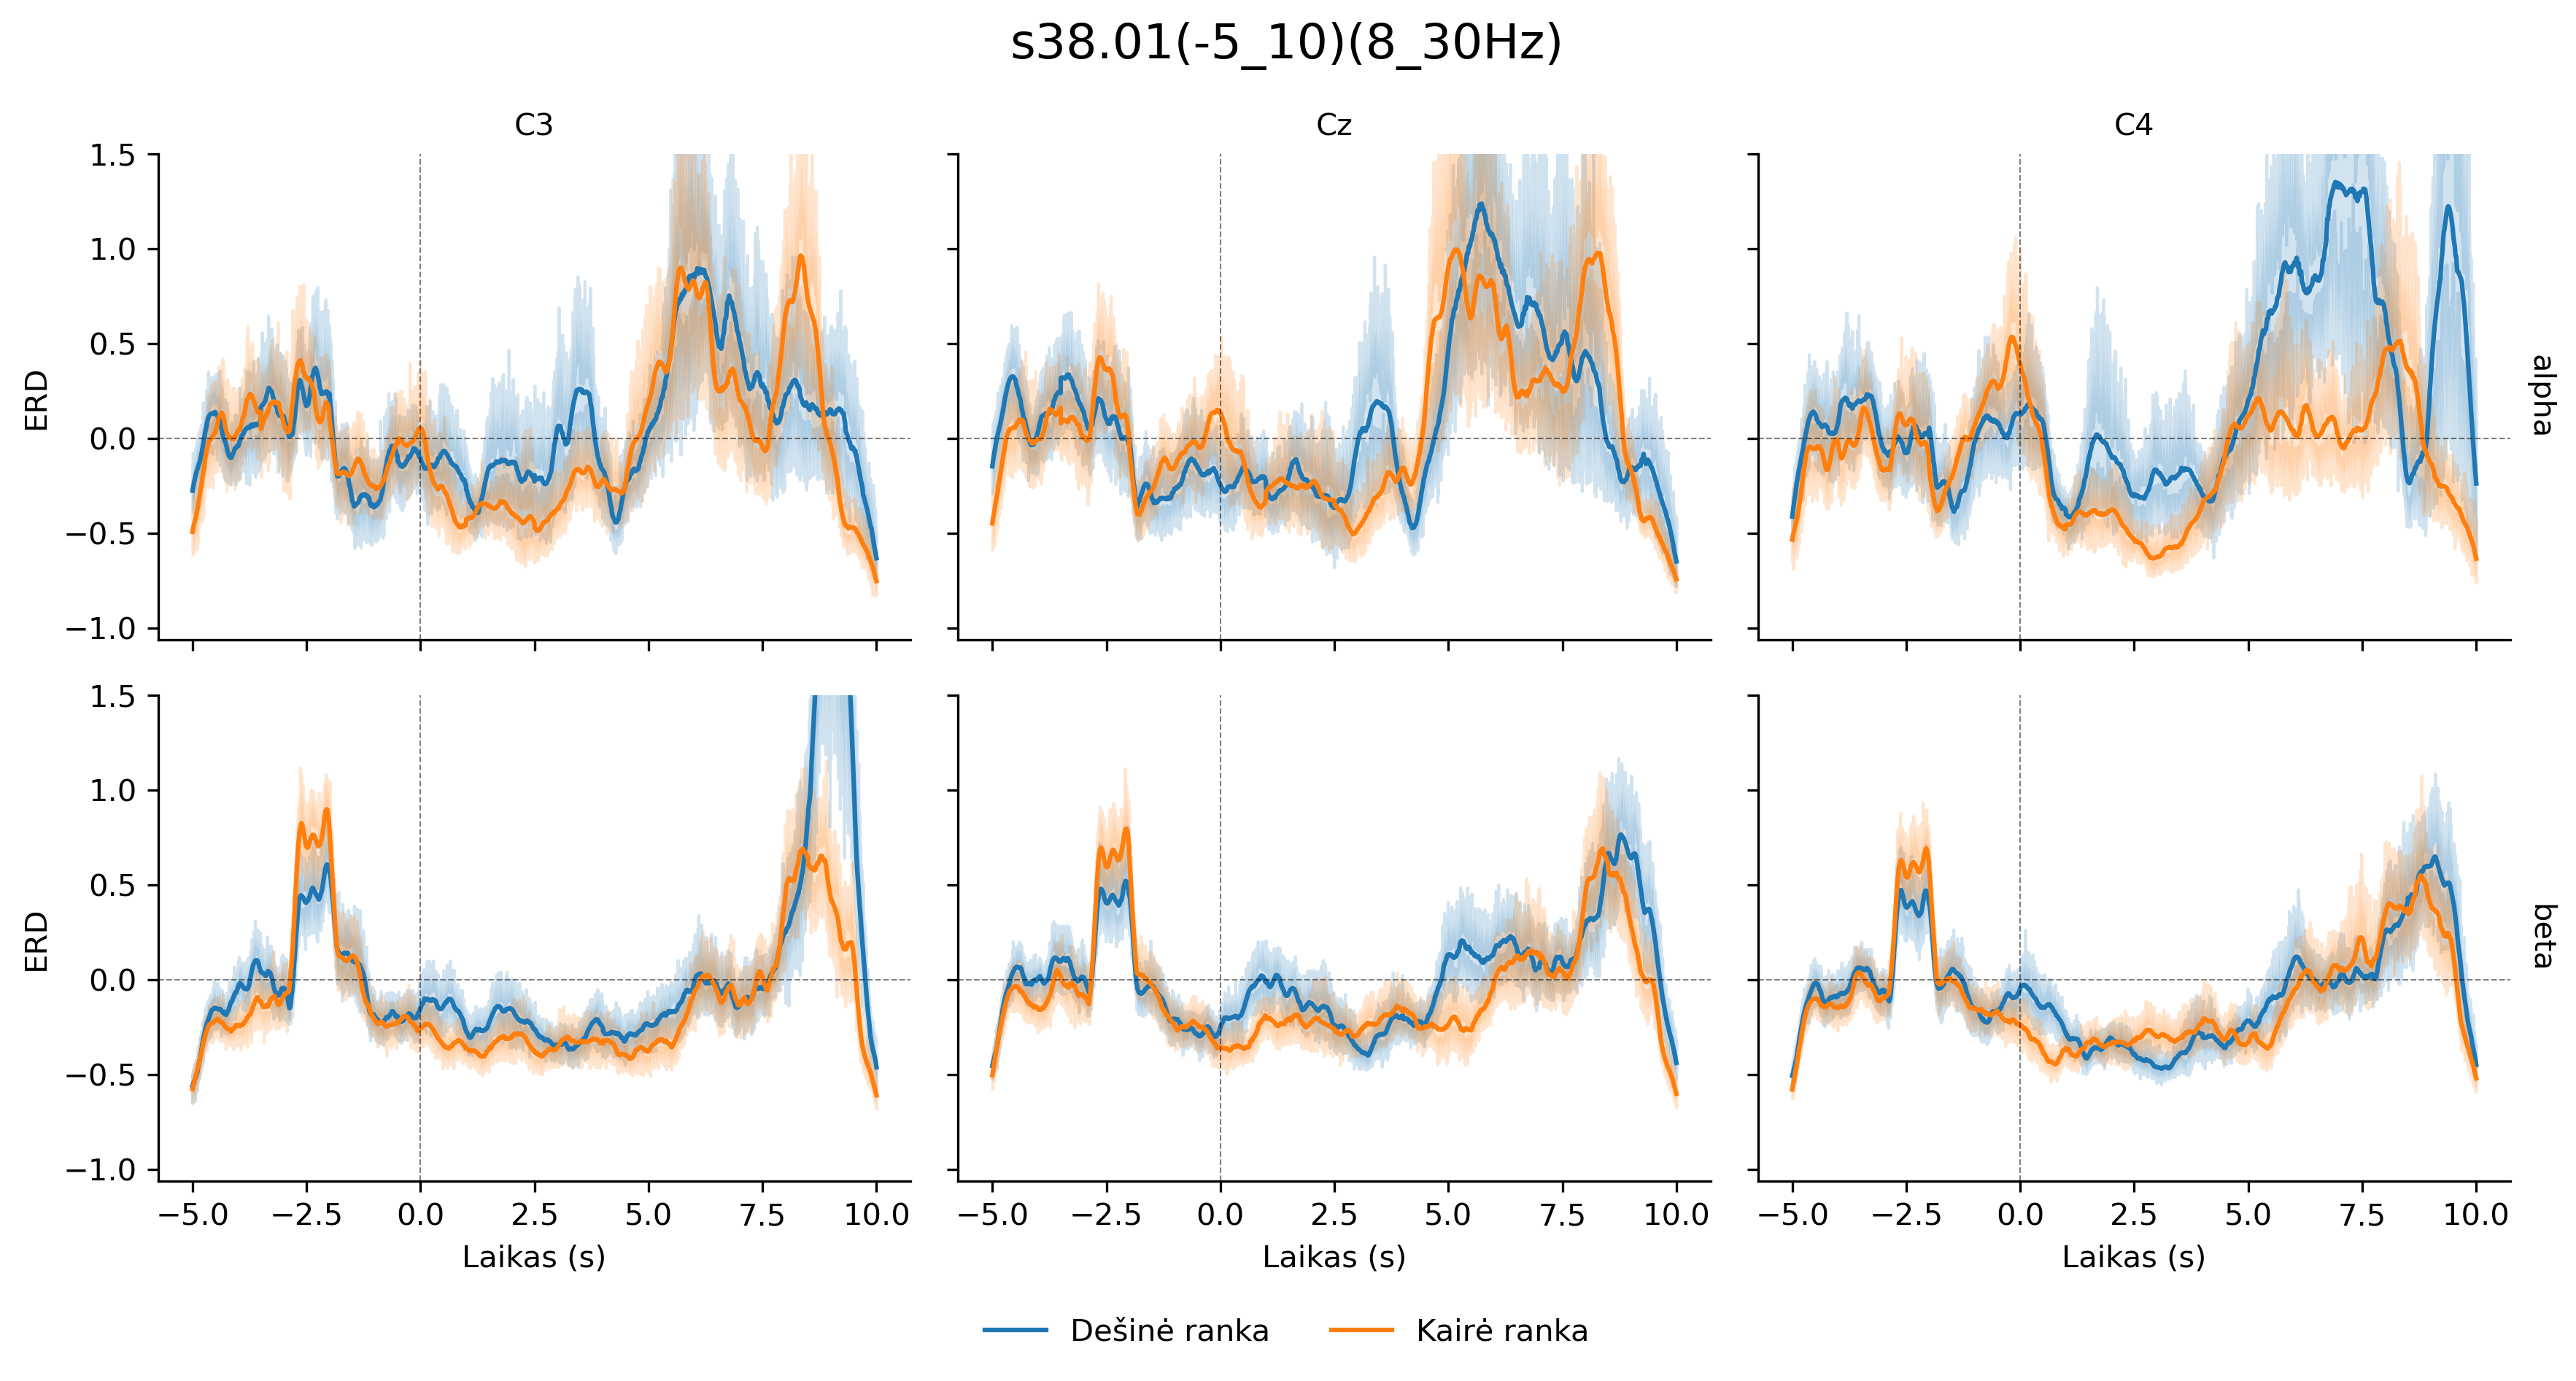 s38.01(-5_10)(8_30Hz)
C3 Cz C4
1.5
1.0
0.5
0.0
−0.5
−1.0
ERD
alpha
1.5
1.0
0.5
0.0
−0.5
−1.0
ERD
beta
−5.0 −2.5 0.0 2.5 5.0 7.5 10.0 −5.0 −2.5 0.0 2.5 5.0 7.5 10.0 −5.0 −2.5 0.0 2.5 5.0 7.5 10.0
Laikas (s) Laikas (s) Laikas (s)
Dešinė ranka Kairė ranka